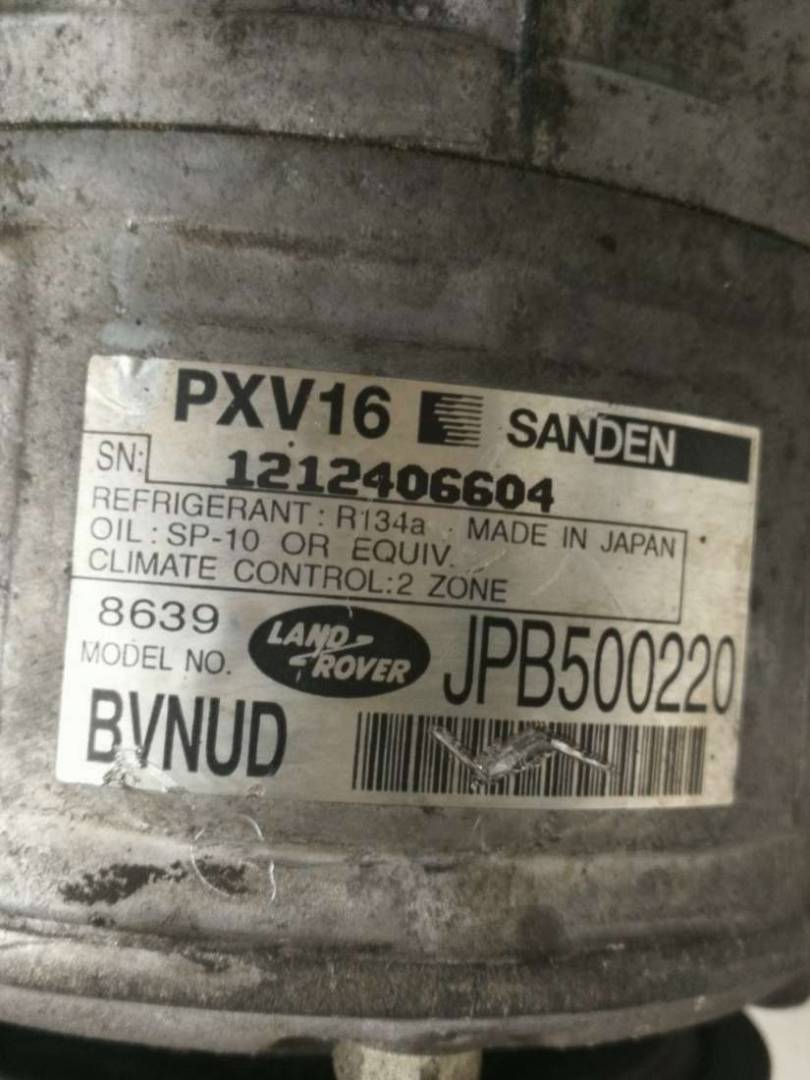 PXV16 SANDEN
SN: 1212406604
REFRIGERANT: R134a MADE IN JAPAN
OIL: SP-10 OR EQUIV.
CLIMATE CONTROL: 2 ZONE
8639
MODEL NO.
LAND ROVER
JPB500220
BVNUD